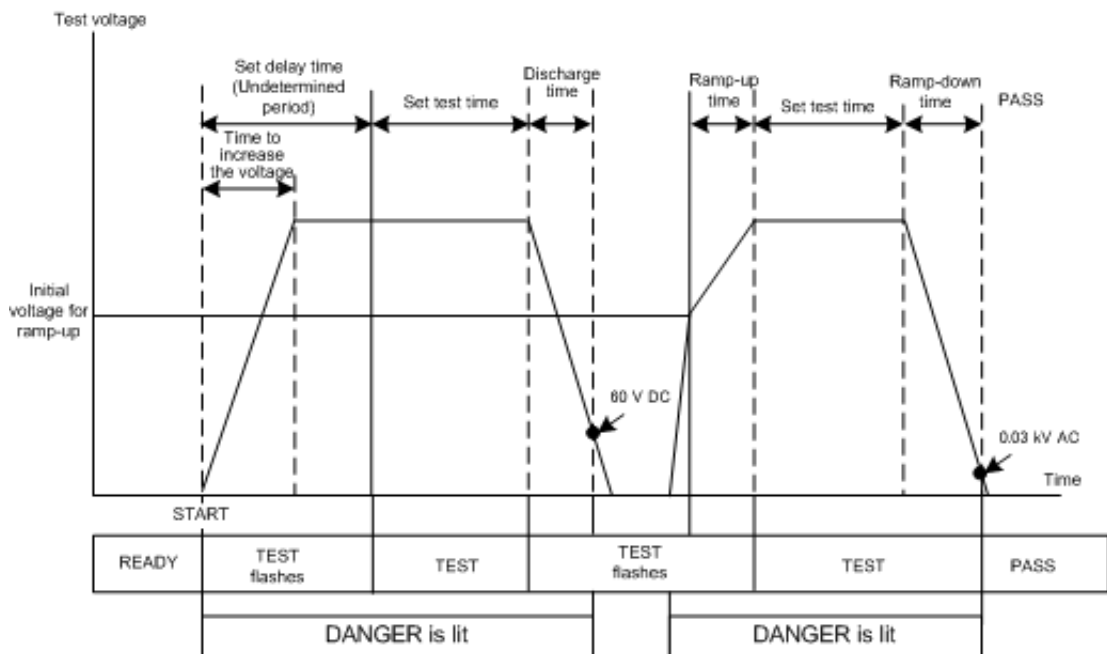 Test voltage
Set delay time
(Undetermined
period)
Set test time
Discharge
time
Ramp-up
time
Set test time
Ramp-down
time
PASS
Time to
increase
the voltage
Initial
voltage for
ramp-up
60 V DC
0.03 kV AC
Time
START
READY
TEST
flashes
TEST
TEST
flashes
TEST
PASS
DANGER is lit
DANGER is lit